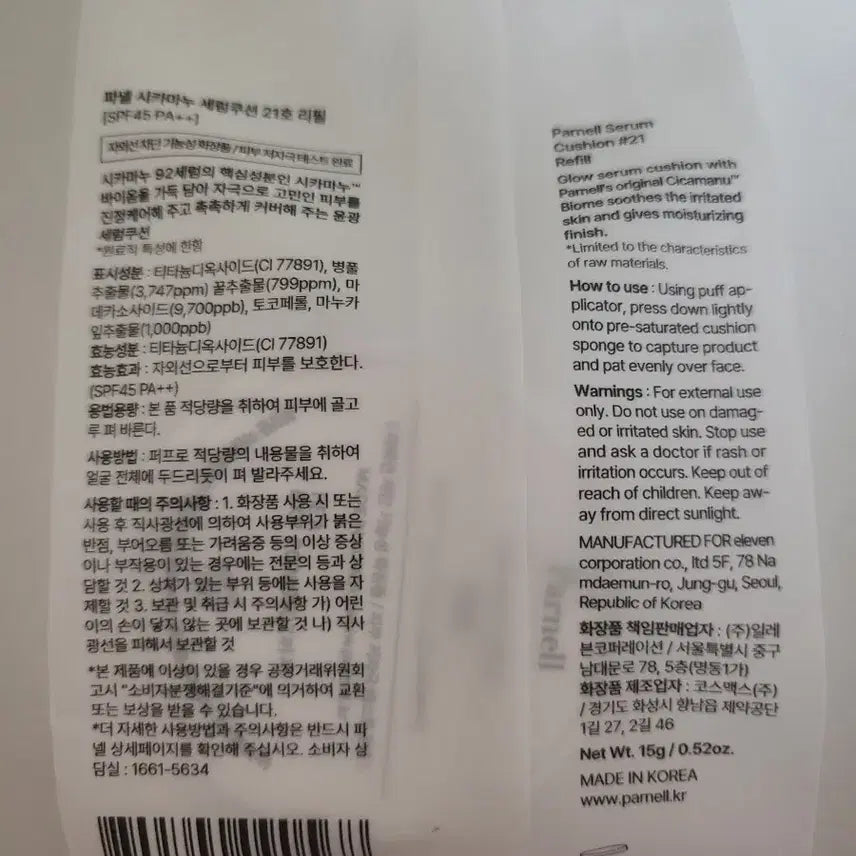 파넬 시카마누 세럼쿠션 21호 리필
[SPF45 PA++]
자외선 차단 기능성 화장품 / 피부 저자극 테스트 완료
시카마누 92세럼의 핵심성분인 시카마누™
바이옴을 가득 담아 자극으로 고민인 피부를
진정케어해 주고 촉촉하게 커버해 주는 윤광
세럼쿠션
*원료적 특성에 한함
표시성분 : 티타늄디옥사이드(CI 77891), 병풀
추출물(3,747ppm) 꿀추출물(799ppm), 마
데카소사이드(9,700ppb), 토코페롤, 마누카
잎추출물(1,000ppb)
효능성분 : 티타늄디옥사이드(CI 77891)
효능효과 : 자외선으로부터 피부를 보호한다.
(SPF45 PA++)
용법용량 : 본 품 적당량을 취하여 피부에 골고
루 펴 바른다.
사용방법 : 퍼프로 적당량의 내용물을 취하여
얼굴 전체에 두드리듯이 펴 발라주세요.
사용할 때의 주의사항 : 1. 화장품 사용 시 또는
사용 후 직사광선에 의하여 사용부위가 붉은
반점, 부어오름 또는 가려움증 등의 이상 증상
이나 부작용이 있는 경우에는 전문의 등과 상
담할 것 2. 상처가 있는 부위 등에는 사용을 자
제할 것 3. 보관 및 취급 시 주의사항 가) 어린
이의 손이 닿지 않는 곳에 보관할 것 나) 직사
광선을 피해서 보관할 것
*본 제품에 이상이 있을 경우 공정거래위원회
고시 "소비자분쟁해결기준"에 의거하여 교환
또는 보상을 받을 수 있습니다.
*더 자세한 사용방법과 주의사항은 반드시 파
넬 상세페이지를 확인해 주십시오. 소비자 상
담실 : 1661-5634
Parnell Serum
Cushion #21
Refill
Glow serum cushion with
Parnell's original Cicamanu™
Biome soothes the irritated
skin and gives moisturizing
finish.
*Limited to the characteristics
of raw materials.
How to use : Using puff ap-
plicator, press down lightly
onto pre-saturated cushion
sponge to capture product
and pat evenly over face.
Warnings : For external use
only. Do not use on damag-
ed or irritated skin. Stop use
and ask a doctor if rash or
irritation occurs. Keep out of
reach of children. Keep aw-
ay from direct sunlight.
MANUFACTURED FOR eleven
corporation co., ltd 5F, 78 Na
mdaemun-ro, Jung-gu, Seoul,
Republic of Korea
화장품 책임판매업자 : (주)일레
븐코퍼레이션 / 서울특별시 중구
남대문로 78, 5층(명동1가)
화장품 제조업자 : 코스맥스(주)
/ 경기도 화성시 향남읍 제약공단
1길 27, 2길 46
Net Wt. 15g / 0.52oz.
MADE IN KOREA
www.parnell.kr
Parnell